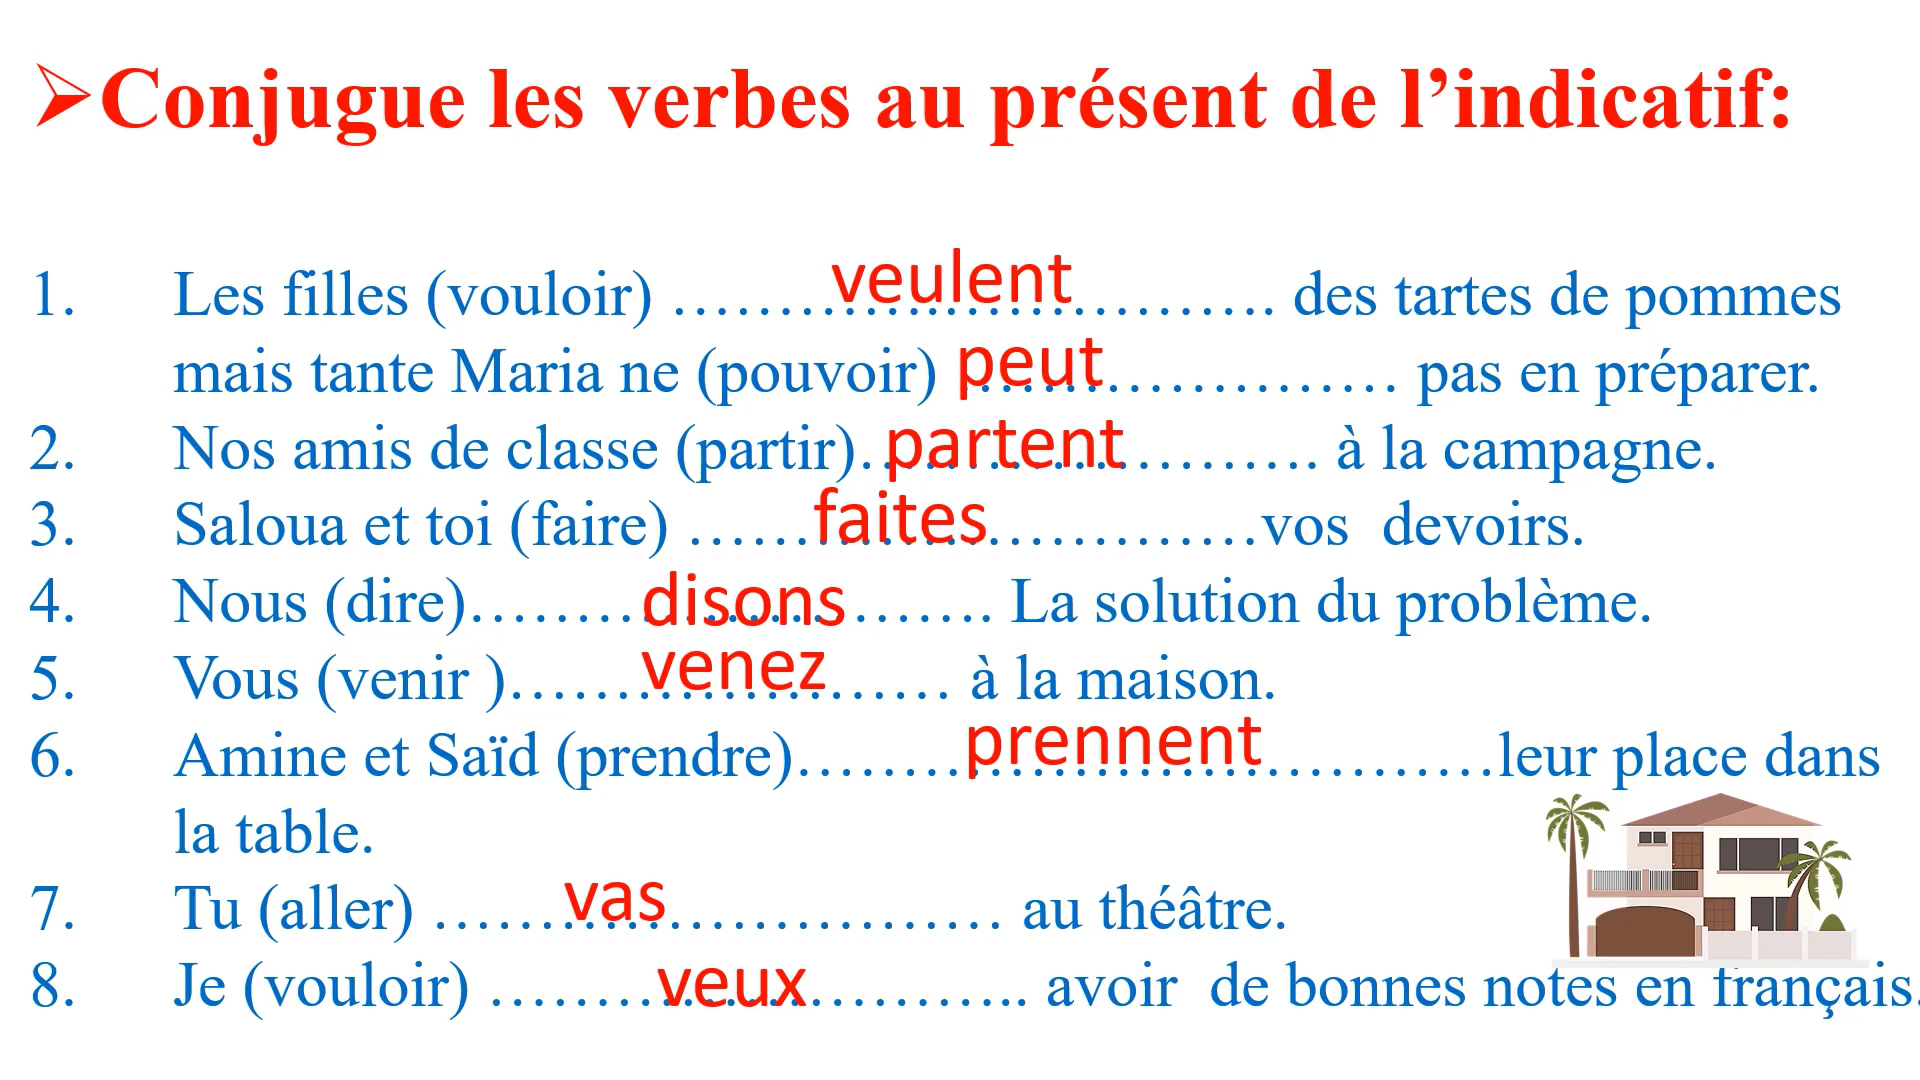 ➢Conjugue les verbes au présent de l’indicatif:
1. Les filles (vouloir) ......veulent...... des tartes de pommes
mais tante Maria ne (pouvoir) peut............ pas en préparer.
2. Nos amis de classe (partir)...partent......... à la campagne.
3. Saloua et toi (faire) ......faites............vos devoirs.
4. Nous (dire).........disons...... La solution du problème.
5. Vous (venir )......venez...... à la maison.
6. Amine et Saïd (prendre).........prennent............leur place dans
la table.
7. Tu (aller) ......vas............... au théâtre.
8. Je (vouloir) .........veux............ avoir de bonnes notes en français.